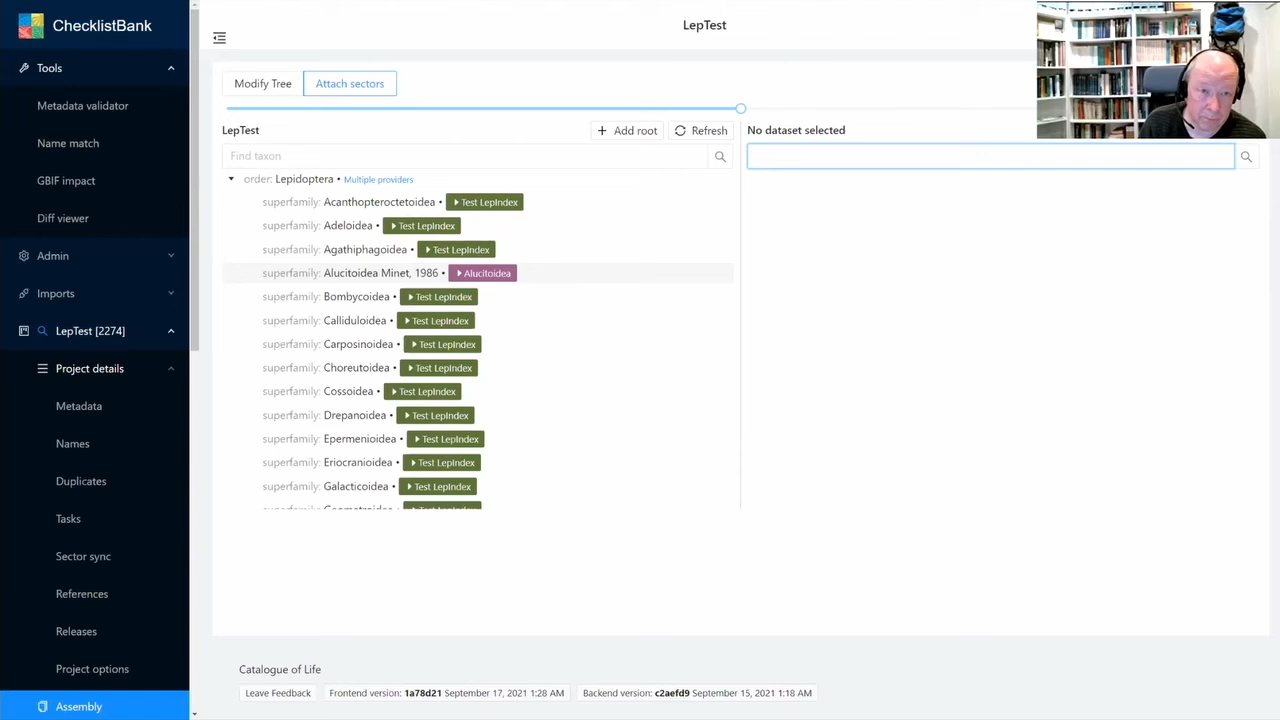 ChecklistBank
Tools
Metadata validator
Name match
GBIF impact
Diff viewer
Admin
Imports
LepTest [2274]
Project details
Metadata
Names
Duplicates
Tasks
Sector sync
References
Releases
Project options
Assembly
LepTest
Modify Tree
Attach sectors
LepTest
Add root
Refresh
Find taxon
order: Lepidoptera • Multiple providers
superfamily: Acanthopteroctetoidea • Test LepIndex
superfamily: Adeloidea • Test LepIndex
superfamily: Agathiphagoidea • Test LepIndex
superfamily: Alucitoidea Minet, 1986 • Alucitoidea
superfamily: Bombycoidea • Test LepIndex
superfamily: Calliduloidea • Test LepIndex
superfamily: Carposinoidea • Test LepIndex
superfamily: Choreutoidea • Test LepIndex
superfamily: Cossoidea • Test LepIndex
superfamily: Drepanoidea • Test LepIndex
superfamily: Epermenioidea • Test LepIndex
superfamily: Eriocranioidea • Test LepIndex
superfamily: Galacticoidea • Test LepIndex
No dataset selected
Catalogue of Life
Leave Feedback
Frontend version: 1a78d21 September 17, 2021 1:28 AM
Backend version: c2aefd9 September 15, 2021 1:18 AM